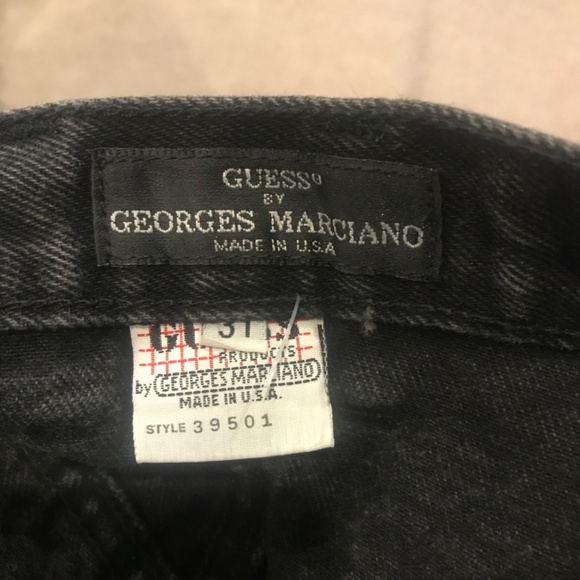 GUESS
BY
GEORGES MARCIANO
MADE IN U.S.A
31
PRODUCTS
by GEORGES MARCIANO
MADE IN U.S.A.
STYLE 39501